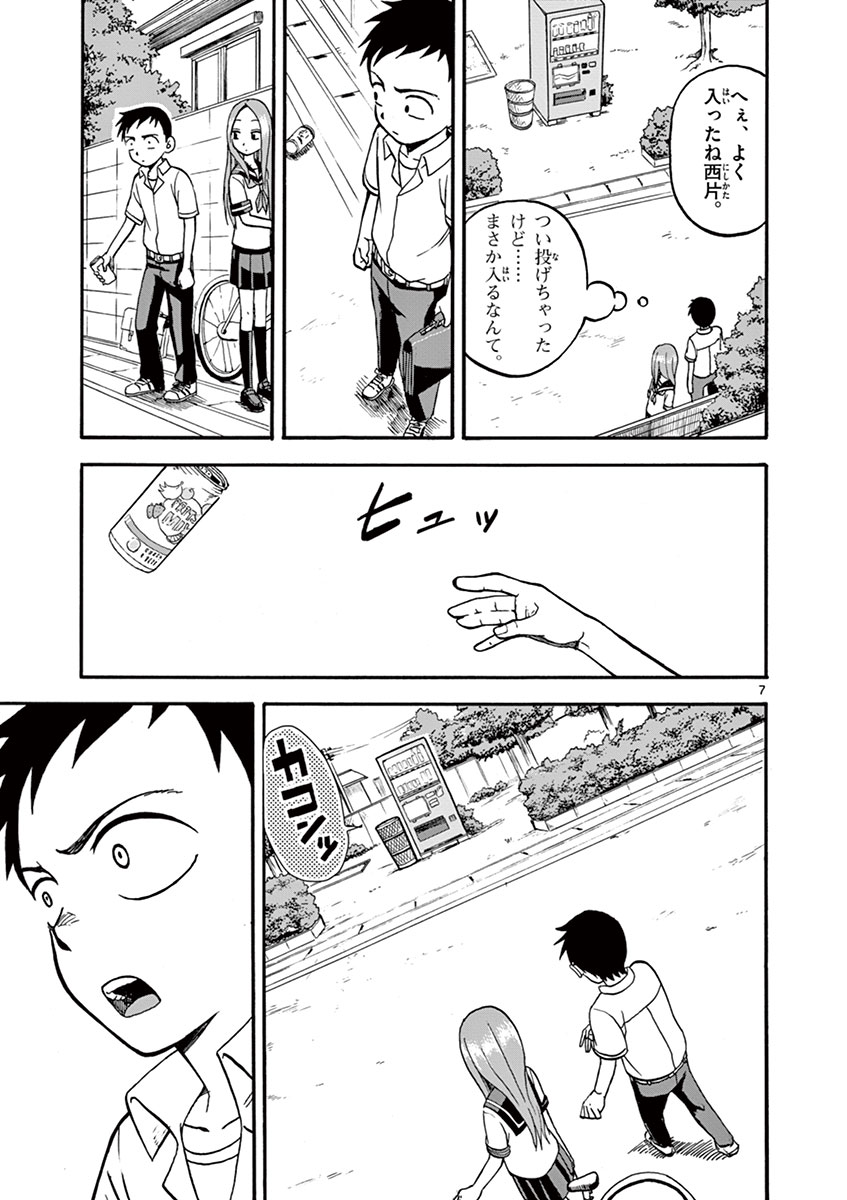 へぇ、よく
入ったね西片。
つい投げちゃった
けど……
まさか入るなんて。
ヒュッ
7
カコンッ